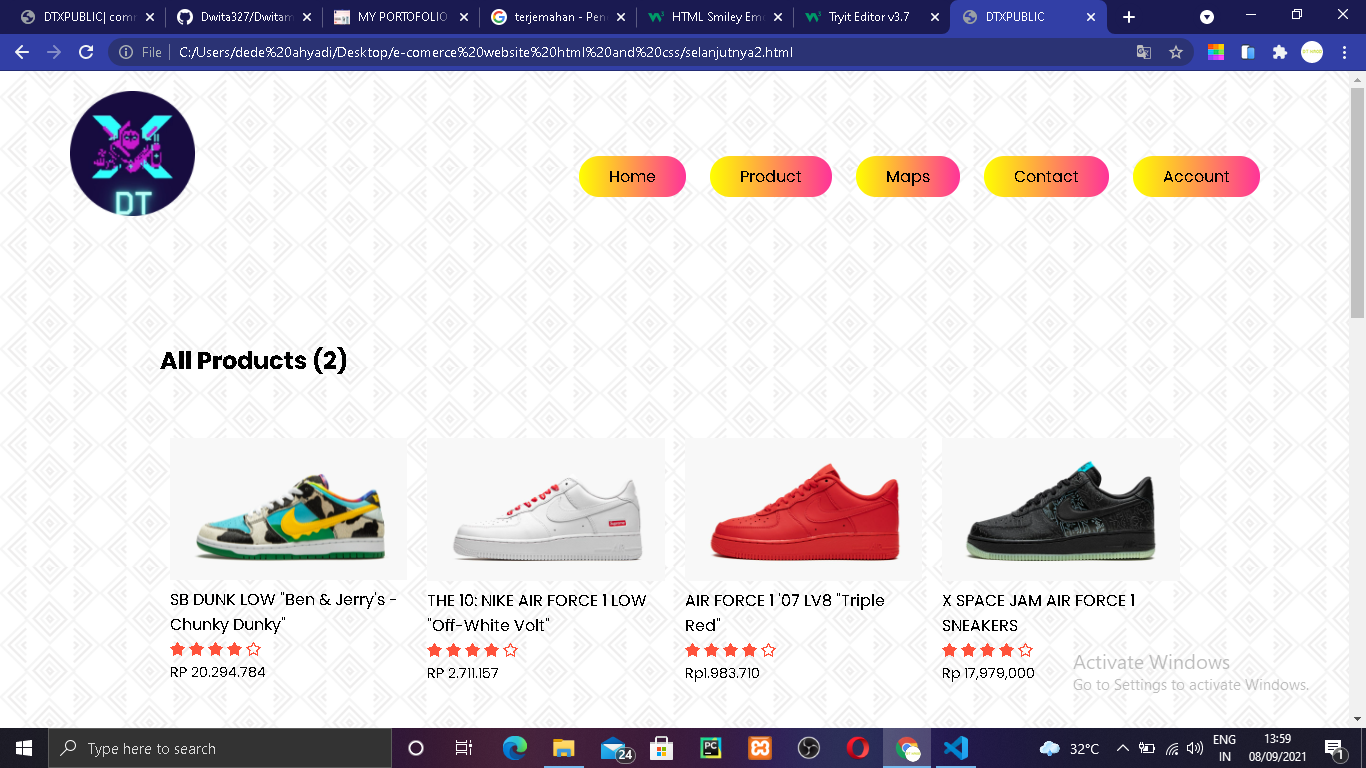 DTXPUBLIC| comm
Dwita327/Dwitam
MY PORTOFOLIO
terjemahan - Pen
HTML Smiley Em
Tryit Editor v3.7
DTXPUBLIC
File
C:/Users/dede%20ahyadi/Desktop/e-comerce%20website%20html%20and%20css/selanjutnya2.html
DT
Home
Product
Maps
Contact
Account
All Products (2)
SB DUNK LOW "Ben & Jerry's -
Chunky Dunky"
RP 20.294.784
THE 10: NIKE AIR FORCE 1 LOW
"Off-White Volt"
RP 2.711.157
AIR FORCE 1 '07 LV8 "Triple
Red"
Rp1.983.710
X SPACE JAM AIR FORCE 1
SNEAKERS
Rp 17,979,000
Activate Windows
Go to Settings to activate Windows.
Type here to search
24
PC
32°C
ENG
IN
13:59
08/09/2021
1